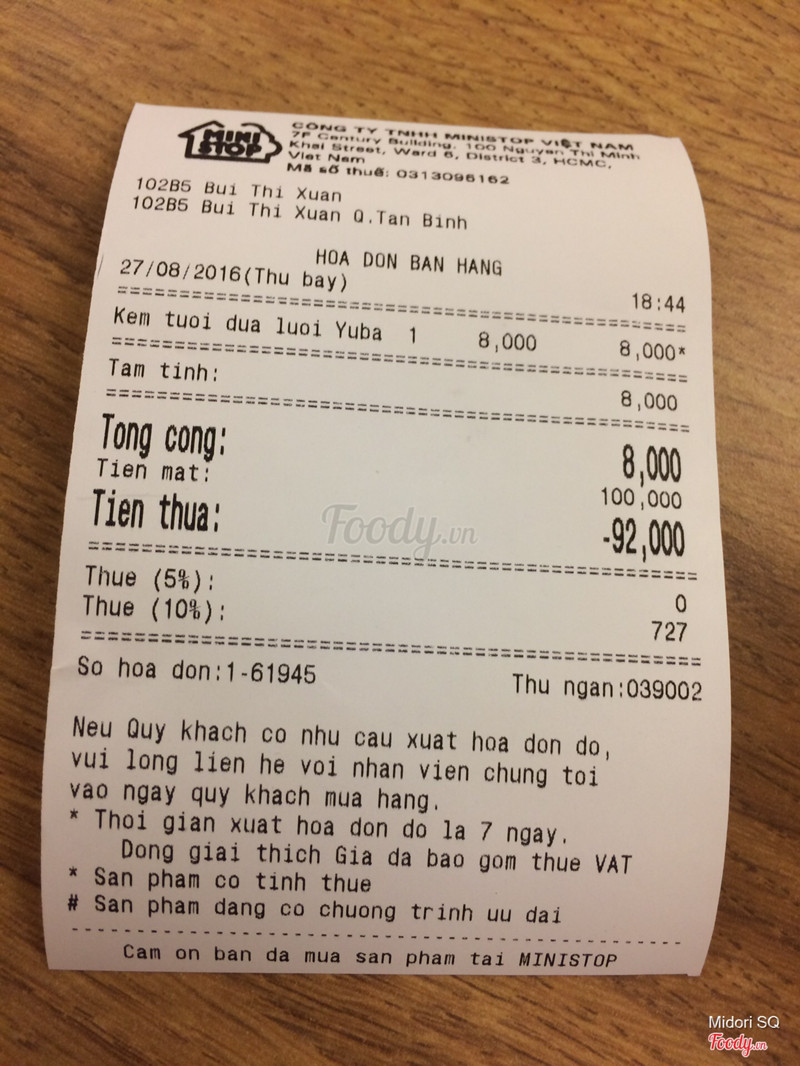 MINI STOP
CÔNG TY TNHH MINISTOP VIỆT NAM
7F Century Building, 100 Nguyen Thi Minh
Khai Street, Ward 6, District 3, HCMC,
Viet Nam
Mã số thuế: 0313095162
102B5 Bui Thi Xuan
102B5 Bui Thi Xuan Q.Tan Binh
HOA DON BAN HANG
27/08/2016(Thu bay) 18:44
Kem tuoi dua luoi Yuba 1 8,000 8,000*
Tam tinh: 8,000
Tong cong: 8,000
Tien mat: 100,000
Tien thua: -92,000
Foody.vn
Thue (5%): 0
Thue (10%): 727
So hoa don:1-61945 Thu ngan:039002
Neu Quy khach co nhu cau xuat hoa don do,
vui long lien he voi nhan vien chung toi
vao ngay quy khach mua hang.
* Thoi gian xuat hoa don do la 7 ngay.
Dong giai thich Gia da bao gom thue VAT
* San pham co tinh thue
# San pham dang co chuong trinh uu dai
Cam on ban da mua san pham tai MINISTOP
Midori SQ
Foody.vn